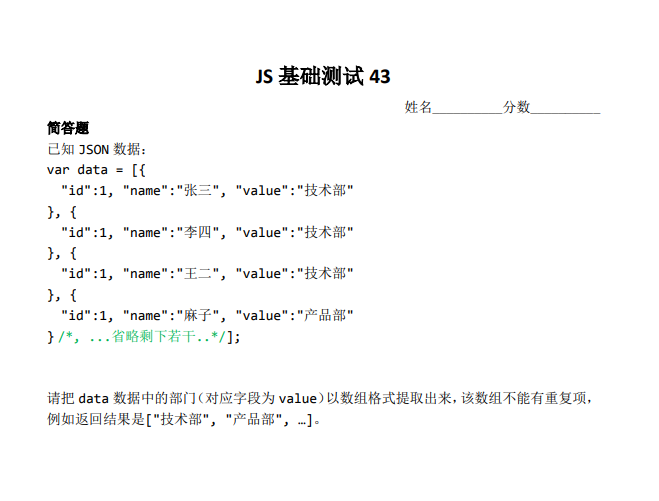 JS 基础测试 43
姓名__________分数__________
简答题
已知 JSON 数据：
var data = [{
"id":1, "name":"张三", "value":"技术部"
}, {
"id":1, "name":"李四", "value":"技术部"
}, {
"id":1, "name":"王二", "value":"技术部"
}, {
"id":1, "name":"麻子", "value":"产品部"
} /*, ...省略剩下若干..*/];
请把 data 数据中的部门（对应字段为 value）以数组格式提取出来，该数组不能有重复项，
例如返回结果是["技术部", "产品部", …]。